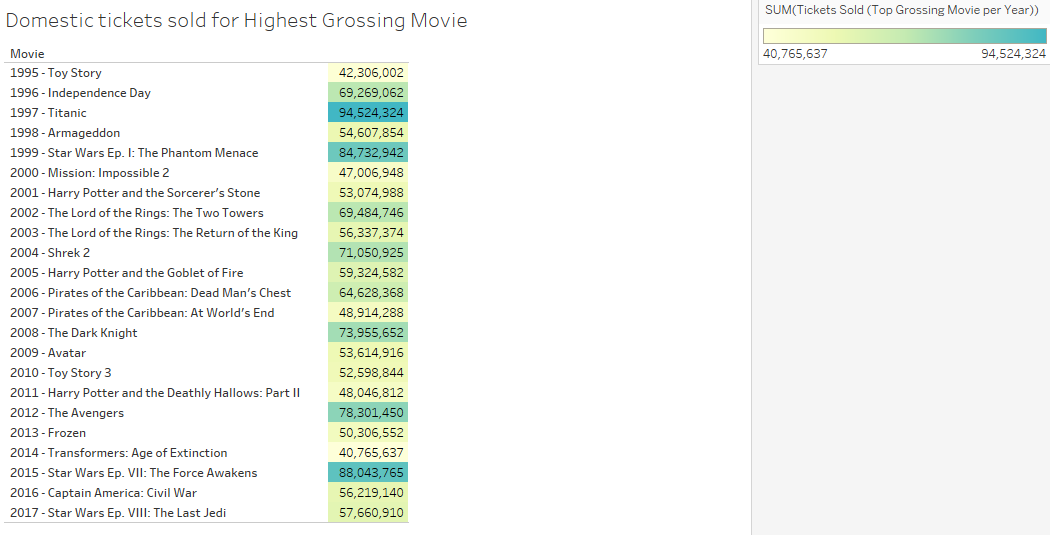 Domestic tickets sold for Highest Grossing Movie
Movie
1995 - Toy Story 42,306,002
1996 - Independence Day 69,269,062
1997 - Titanic 94,524,324
1998 - Armageddon 54,607,854
1999 - Star Wars Ep. I: The Phantom Menace 84,732,942
2000 - Mission: Impossible 2 47,006,948
2001 - Harry Potter and the Sorcerer’s Stone 53,074,988
2002 - The Lord of the Rings: The Two Towers 69,484,746
2003 - The Lord of the Rings: The Return of the King 56,337,374
2004 - Shrek 2 71,050,925
2005 - Harry Potter and the Goblet of Fire 59,324,582
2006 - Pirates of the Caribbean: Dead Man’s Chest 64,628,368
2007 - Pirates of the Caribbean: At World’s End 48,914,288
2008 - The Dark Knight 73,955,652
2009 - Avatar 53,614,916
2010 - Toy Story 3 52,598,844
2011 - Harry Potter and the Deathly Hallows: Part II 48,046,812
2012 - The Avengers 78,301,450
2013 - Frozen 50,306,552
2014 - Transformers: Age of Extinction 40,765,637
2015 - Star Wars Ep. VII: The Force Awakens 88,043,765
2016 - Captain America: Civil War 56,219,140
2017 - Star Wars Ep. VIII: The Last Jedi 57,660,910
SUM(Tickets Sold (Top Grossing Movie per Year))
40,765,637 94,524,324